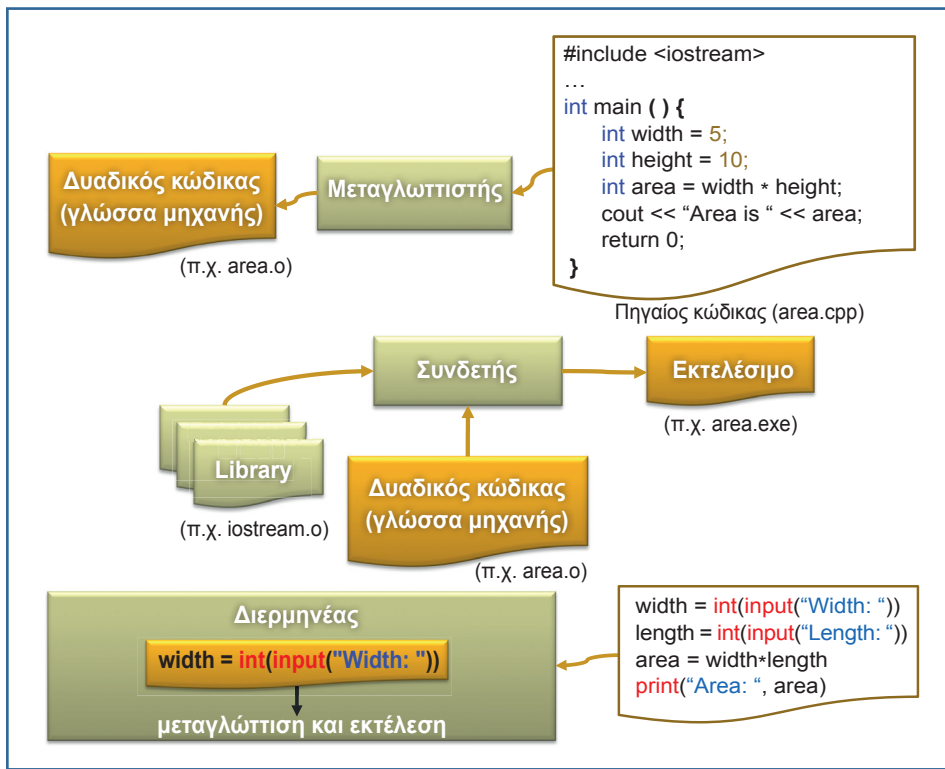 #include <iostream>
…
int main ( ) {
int width = 5;
int height = 10;
int area = width * height;
cout << “Area is “ << area;
return 0;
}
Πηγαίος κώδικας (area.cpp)
Μεταγλωττιστής
Δυαδικός κώδικας
(γλώσσα μηχανής)
(π.χ. area.o)
Συνδετής
Εκτελέσιμο
(π.χ. area.exe)
Library
(π.χ. iostream.o)
Δυαδικός κώδικας
(γλώσσα μηχανής)
(π.χ. area.o)
Διερμηνέας
width = int(input("Width: "))
μεταγλώττιση και εκτέλεση
width = int(input(“Width: “))
length = int(input(“Length: “))
area = width*length
print(“Area: “, area)